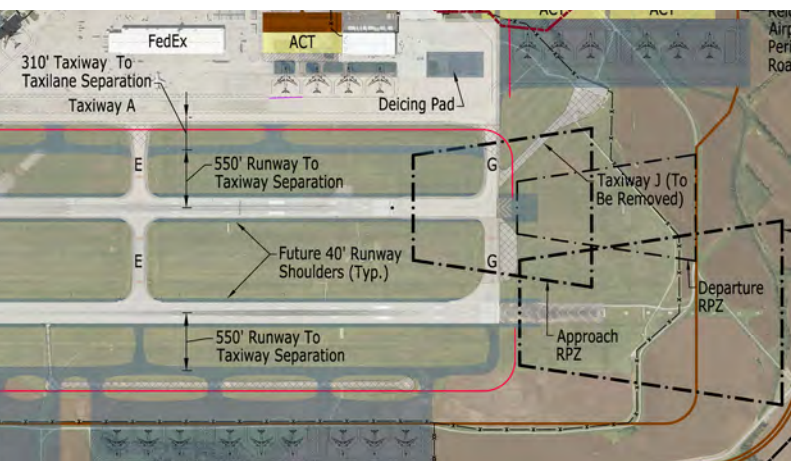 FedEx
ACT
ACT
ACT
310' Taxiway To
Taxilane Separation
Taxiway A
Deicing Pad
E
550' Runway To
Taxiway Separation
G
Taxiway J (To
Be Removed)
E
Future 40' Runway
Shoulders (Typ.)
G
Departure
RPZ
550' Runway To
Taxiway Separation
Approach
RPZ